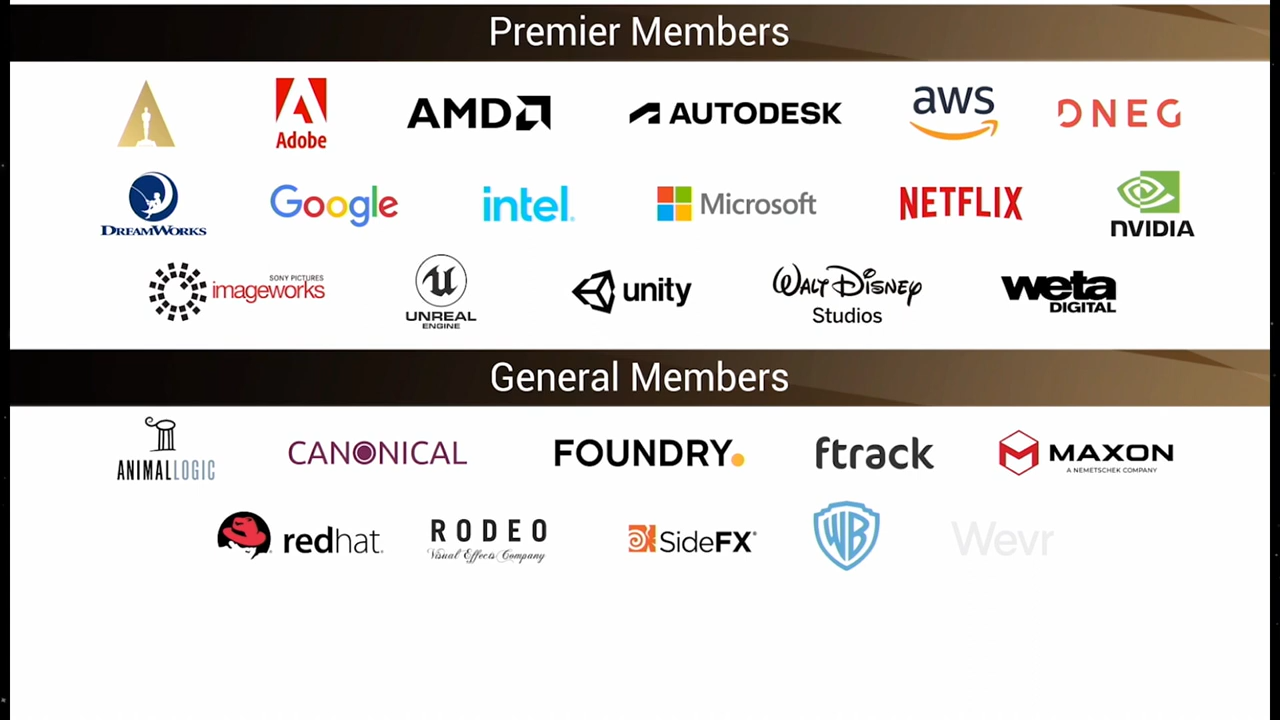 Premier Members
Adobe
AMD
AUTODESK
aws
DNEG
DREAMWORKS
Google
intel.
Microsoft
NETFLIX
NVIDIA
SONY PICTURES
imageworks
UNREAL
ENGINE
unity
WALT DISNEY
Studios
weta
DIGITAL
General Members
ANIMALLOGIC
CANONICAL
FOUNDRY.
ftrack
MAXON
A NEMETSCHEK COMPANY
redhat.
RODEO
Visual Effects Company
SideFX®
WB
Wevr